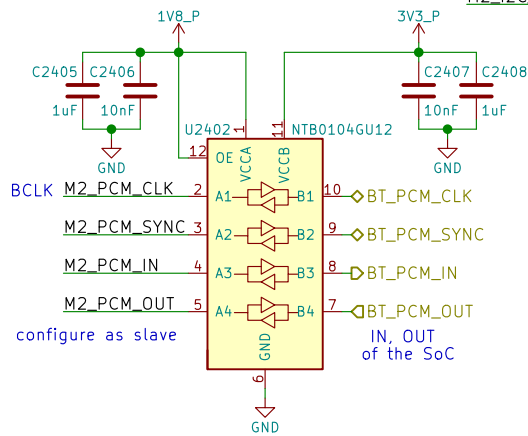 M2_I2C
1V8_P
3V3_P
C2405
C2406
C2407
C2408
1uF
10nF
10nF
1uF
GND
GND
U2402
NTB0104GU12
1
11
12
OE
VCCA
VCCB
BCLK
M2_PCM_CLK
2
A1
B1
10
BT_PCM_CLK
M2_PCM_SYNC
3
A2
B2
9
BT_PCM_SYNC
M2_PCM_IN
4
A3
B3
8
BT_PCM_IN
M2_PCM_OUT
5
A4
B4
7
BT_PCM_OUT
configure as slave
IN, OUT
of the SoC
GND
6
GND